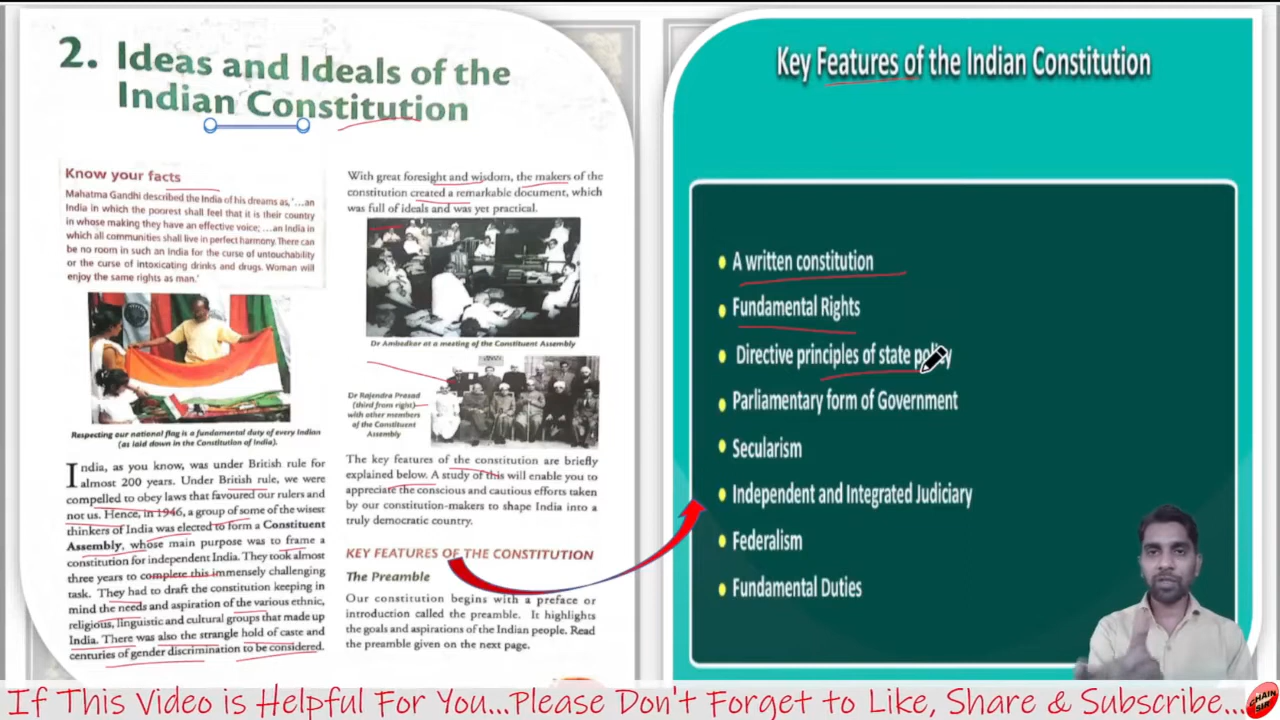 2. Ideas and Ideals of the
Indian Constitution
Know your facts
Mahatma Gandhi described the India of his dreams as, '...an
India in which the poorest shall feel that it is their country
in whose making they have an effective voice; ...an India in
which all communities shall live in perfect harmony. There can
be no room in such an India for the curse of untouchability
or the curse of intoxicating drinks and drugs. Woman will
enjoy the same rights as man.'
Respecting our national flag is a fundamental duty of every Indian
(as laid down in the Constitution of India).
India, as you know, was under British rule for
almost 200 years. Under British rule, we were
compelled to obey laws that favoured our rulers and
not us. Hence, in 1946, a group of some of the wisest
thinkers of India was elected to form a Constituent
Assembly, whose main purpose was to frame a
constitution for independent India. They took almost
three years to complete this immensely challenging
task. They had to draft the constitution keeping in
mind the needs and aspiration of the various ethnic,
religious, linguistic and cultural groups that made up
India. There was also the strangle hold of caste and
centuries of gender discrimination to be considered.
With great foresight and wisdom, the makers of the
constitution created a remarkable document, which
was full of ideals and was yet practical.
Dr Ambedkar at a meeting of the Constituent Assembly
Dr Rajendra Prasad
(third from right)
with other members
of the Constituent
Assembly
The key features of the constitution are briefly
explained below. A study of this will enable you to
appreciate the conscious and cautious efforts taken
by our constitution-makers to shape India into a
truly democratic country.
KEY FEATURES OF THE CONSTITUTION
The Preamble
Our constitution begins with a preface or
introduction called the preamble. It highlights
the goals and aspirations of the Indian people. Read
the preamble given on the next page.
Key Features of the Indian Constitution
A written constitution
Fundamental Rights
Directive principles of state policy
Parliamentary form of Government
Secularism
Independent and Integrated Judiciary
Federalism
Fundamental Duties
If This Video is Helpful For You...Please Don't Forget to Like, Share & Subscribe...
CHAIN
SIR